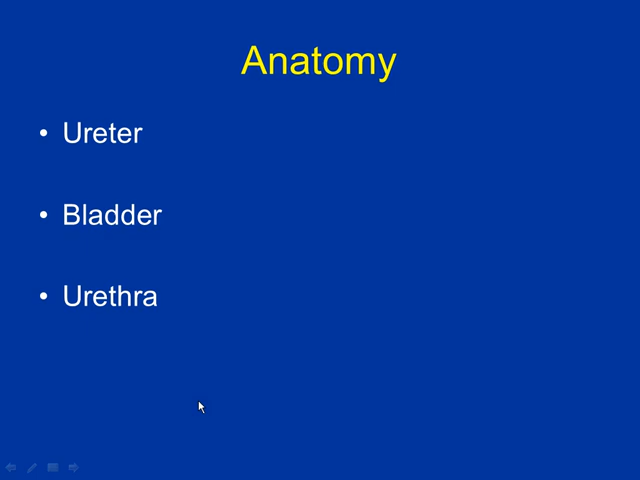 Anatomy
• Ureter
• Bladder
• Urethra